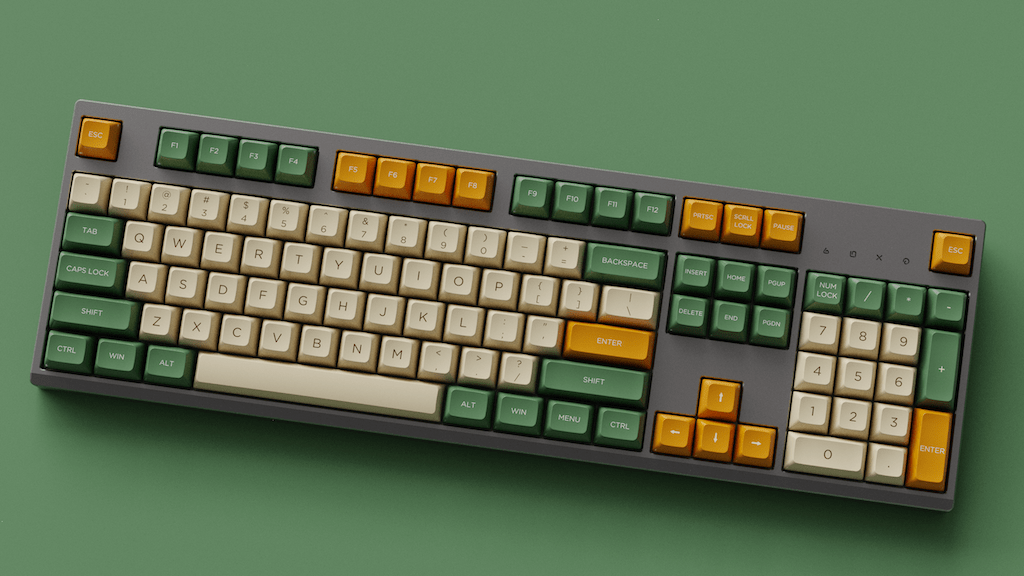 ESC F1 F2 F3 F4 F5 F6 F7 F8 F9 F10 F11 F12 PRTSC SCRL LOCK PAUSE ESC
~ ` ! 1 @ 2 # 3 $ 4 % 5 ^ 6 & 7 * 8 ( 9 ) 0 _ - + = BACKSPACE INSERT HOME PGUP NUM LOCK / * -
TAB Q W E R T Y U I O P { [ } ] | \ DELETE END PGDN 7 8 9 +
CAPS LOCK A S D F G H J K L : ; " ' ENTER 4 5 6
SHIFT Z X C V B N M < , > . ? / SHIFT ↑ 1 2 3 ENTER
CTRL WIN ALT ALT WIN MENU CTRL ← ↓ → 0 .